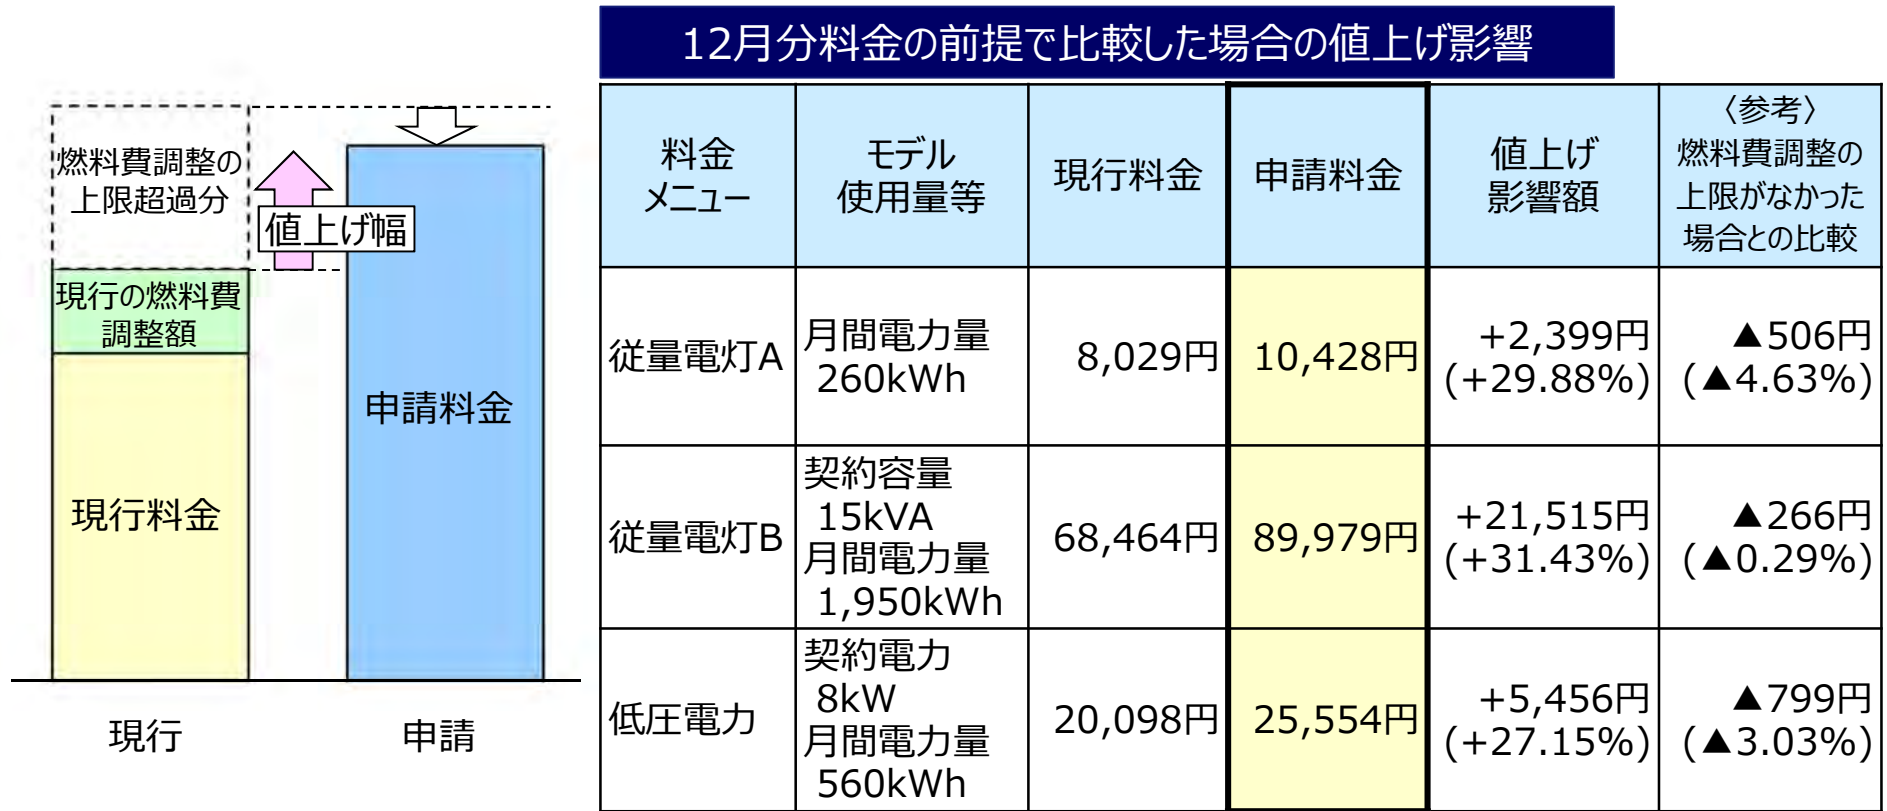 12月分料金の前提で比較した場合の値上げ影響
燃料費調整の
上限超過分
値上げ幅
現行の燃料費
調整額
現行料金
申請料金
現行
申請
料金
メニュー
モデル
使用量等
現行料金
申請料金
値上げ
影響額
〈参考〉
燃料費調整の
上限がなかった
場合との比較
従量電灯A
月間電力量
260kWh
8,029円
10,428円
+2,399円
(+29.88%)
▲506円
(▲4.63%)
従量電灯B
契約容量
15kVA
月間電力量
1,950kWh
68,464円
89,979円
+21,515円
(+31.43%)
▲266円
(▲0.29%)
低圧電力
契約電力
8kW
月間電力量
560kWh
20,098円
25,554円
+5,456円
(+27.15%)
▲799円
(▲3.03%)